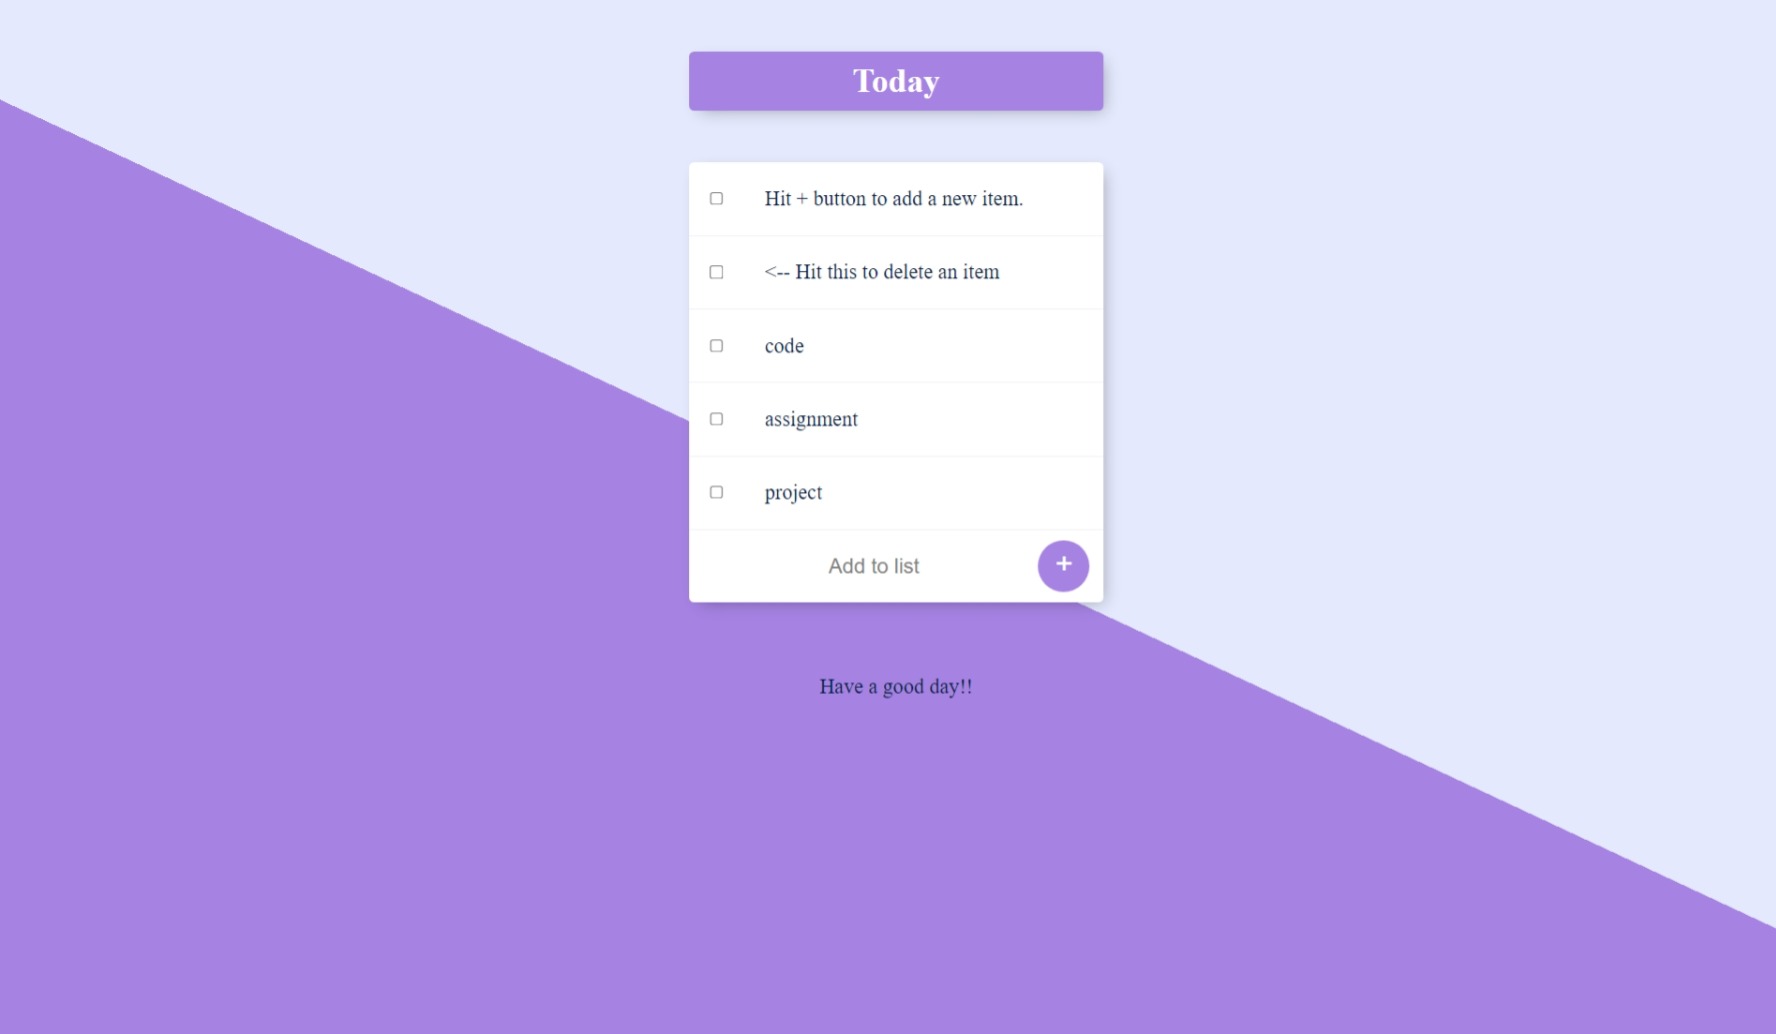 Today
Hit + button to add a new item.
<-- Hit this to delete an item
code
assignment
project
Add to list
+
Have a good day!!